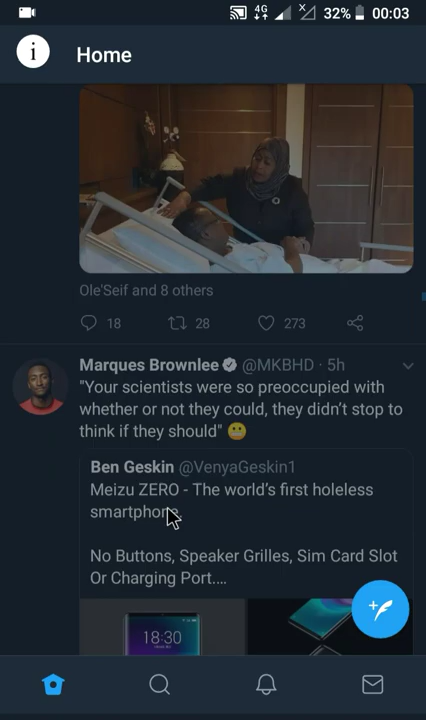 4G X 32% 00:03
i Home
Ole'Seif and 8 others
18 28 273
Marques Brownlee @MKBHD · 5h
"Your scientists were so preoccupied with
whether or not they could, they didn't stop to
think if they should" 😬
Ben Geskin @VenyaGeskin1
Meizu ZERO - The world's first holeless
smartphone.
No Buttons, Speaker Grilles, Sim Card Slot
Or Charging Port....
18:30